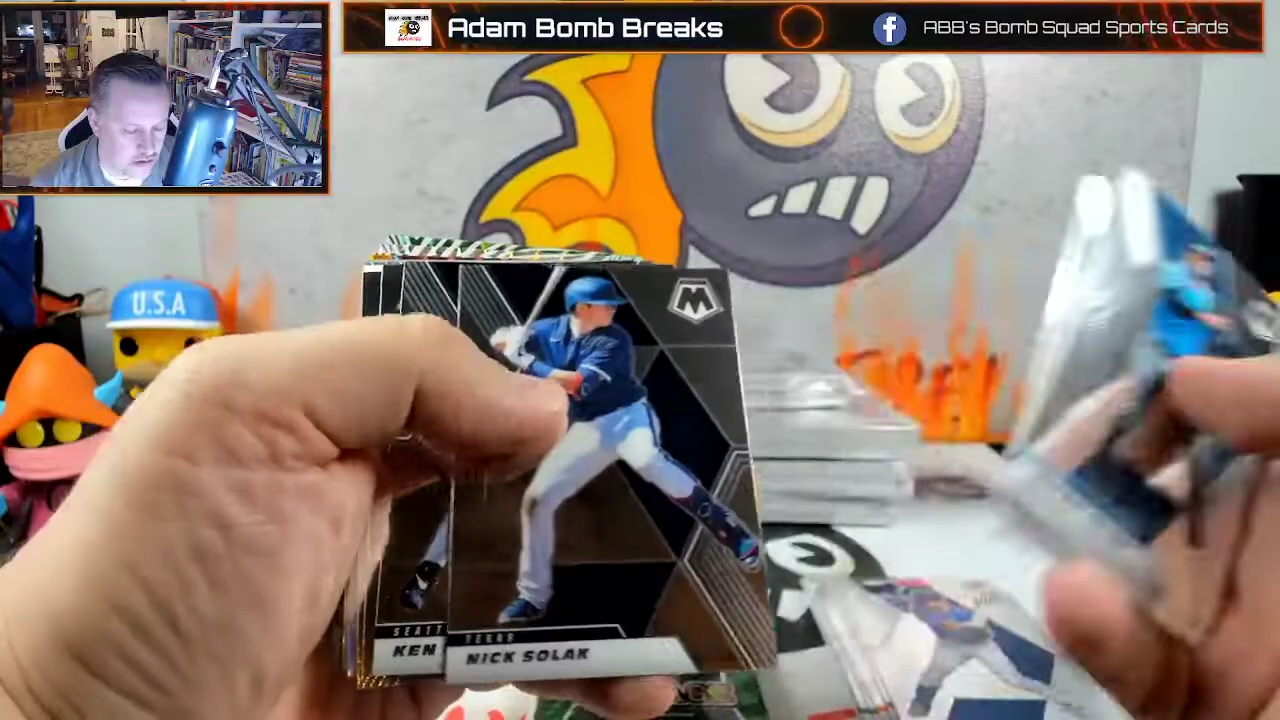 Adam Bomb Breaks
ABB's Bomb Squad Sports Cards
U.S.A
M
SEATT
KEN
TEXAS
NICK SOLAK